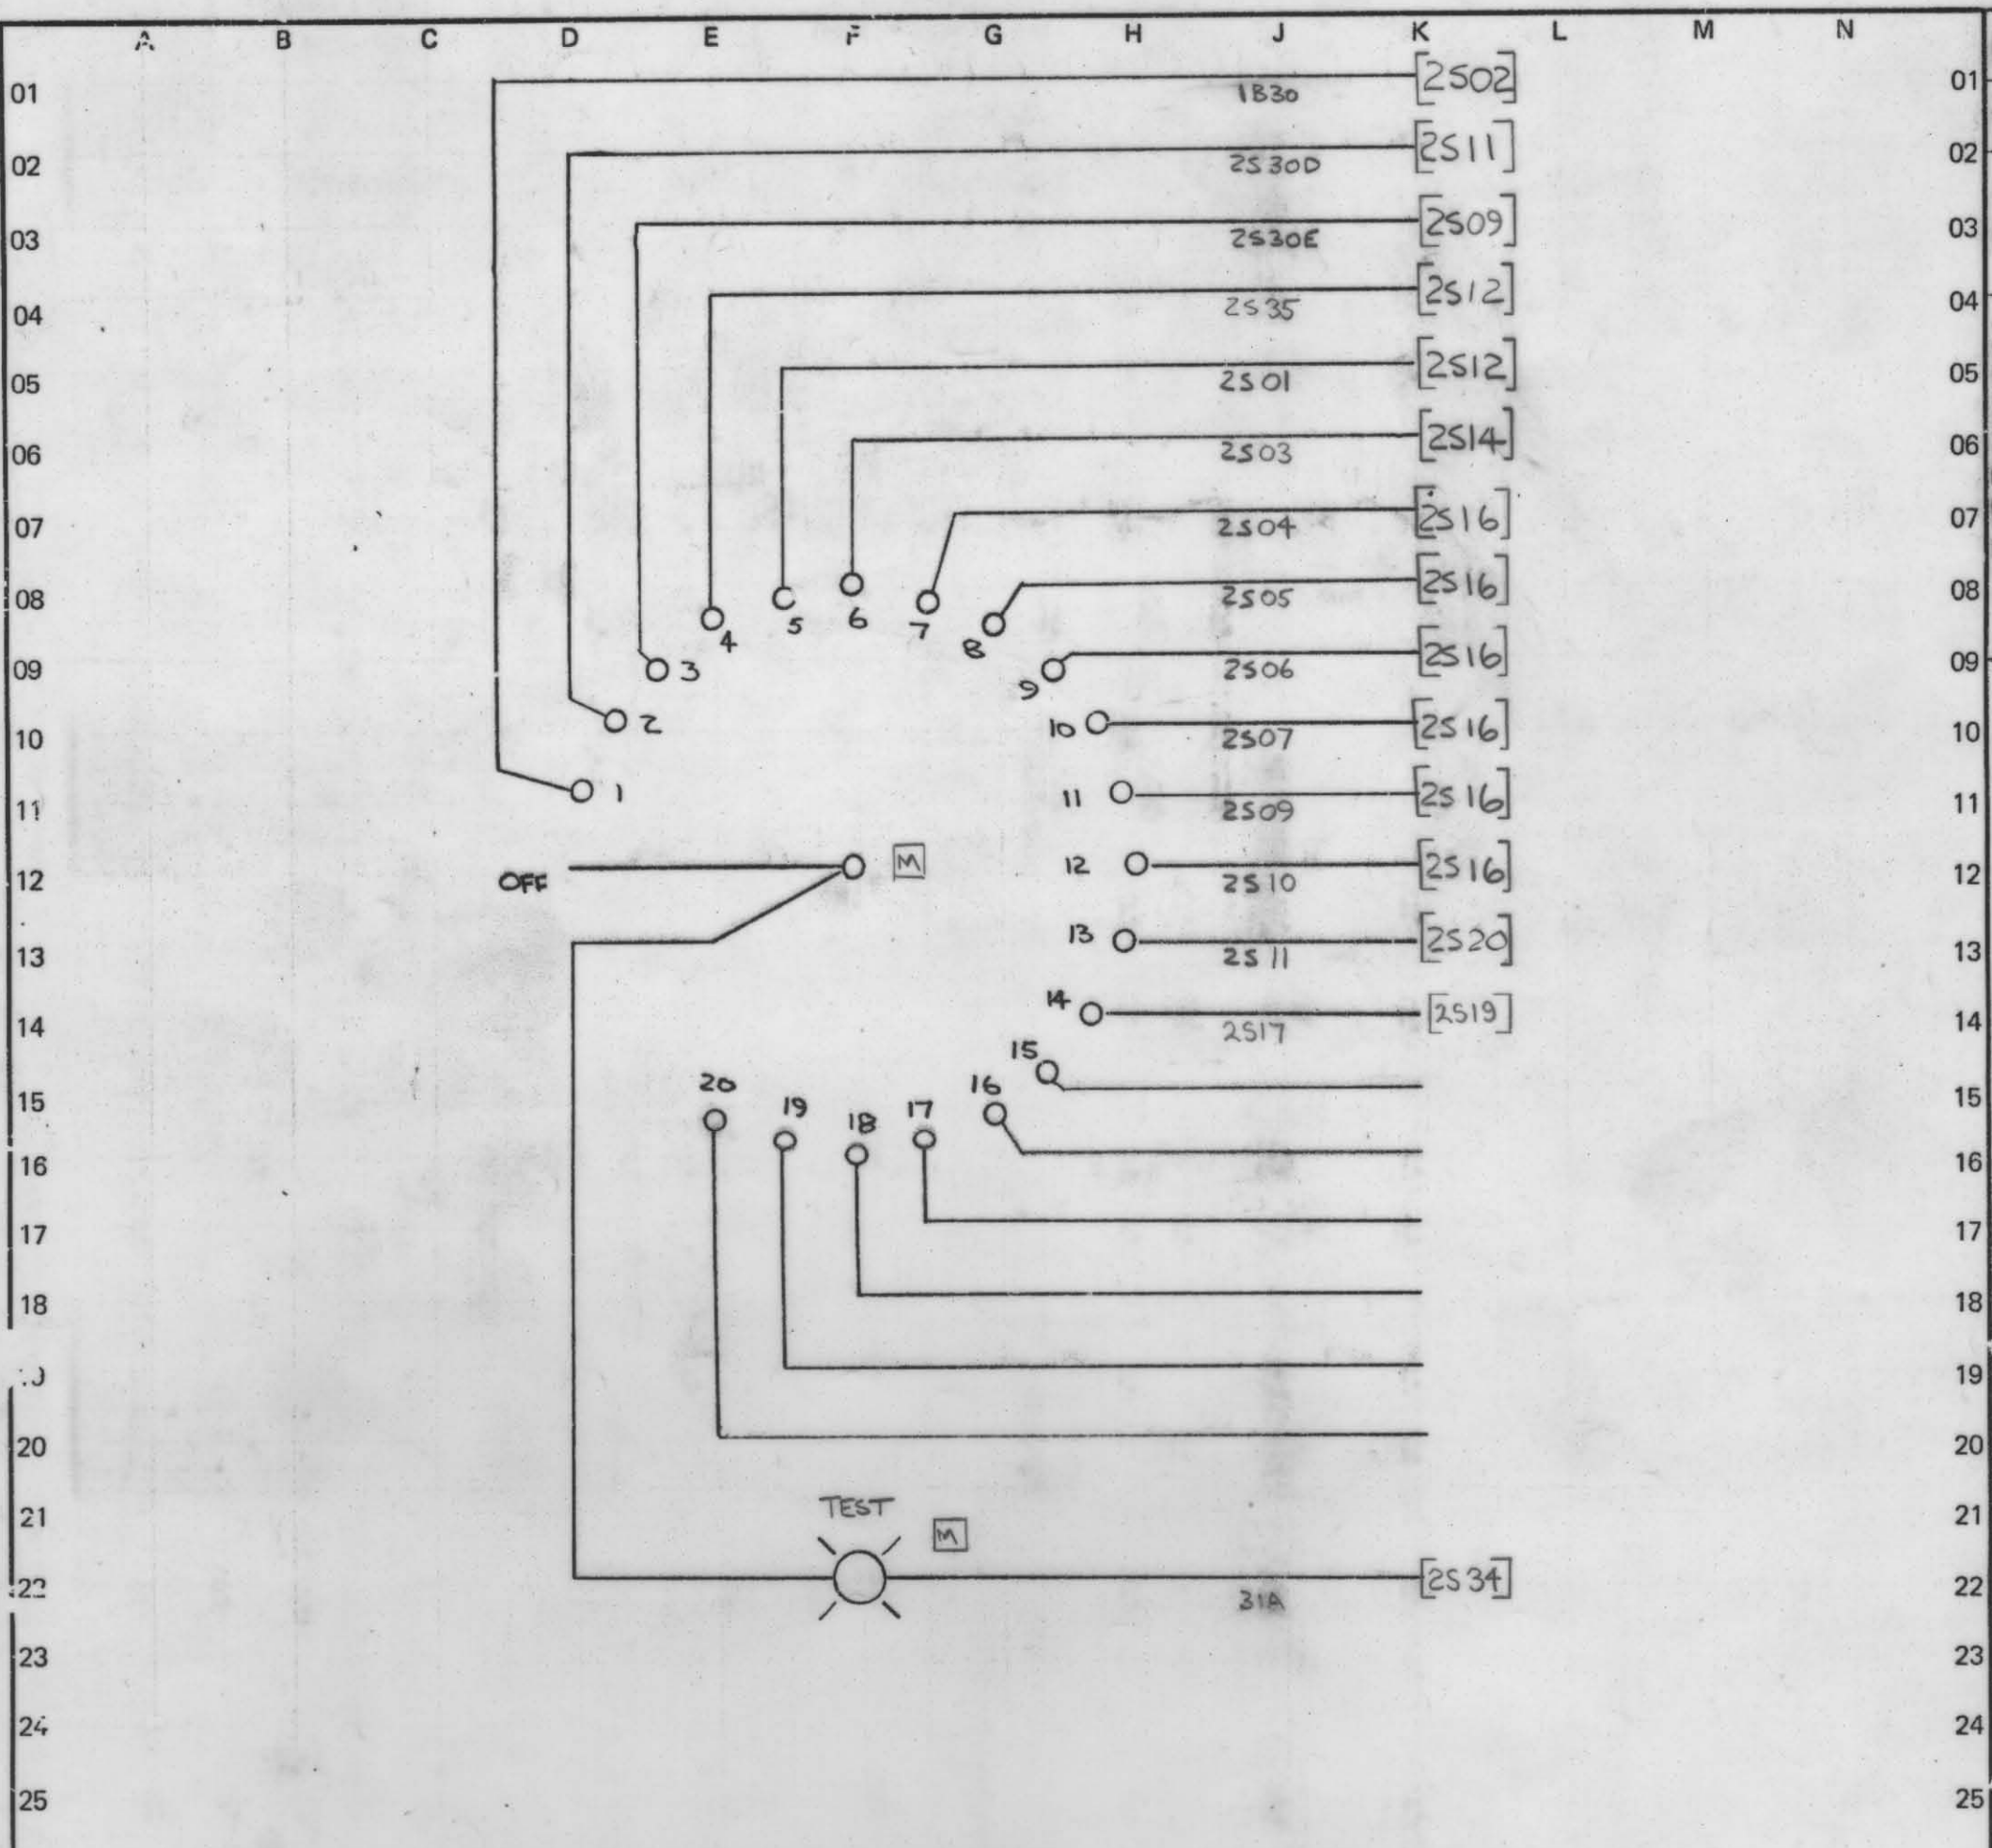 A B C D E F G H J K L M N
01 [2S02] 01
1B30
02 [2S11] 02
2S30D
03 [2S09] 03
2S30E
04 [2S12] 04
2S35
05 [2S12] 05
2S01
06 [2S14] 06
2S03
07 [2S16] 07
2S04
08 4 5 6 7 8 [2S16] 08
2S05
09 3 9 [2S16] 09
2S06
10 2 10 [2S16] 10
2S07
11 1 11 [2S16] 11
2S09
12 OFF M 12 [2S16] 12
2S10
13 13 [2S20] 13
2S11
14 14 [2S19] 14
2S17
15
15 20 19 18 17 16 15
16 16
17 17
18 18
19
20 20
21 TEST M 21
22 [2S34] 22
31A
23 23
24 24
25 25